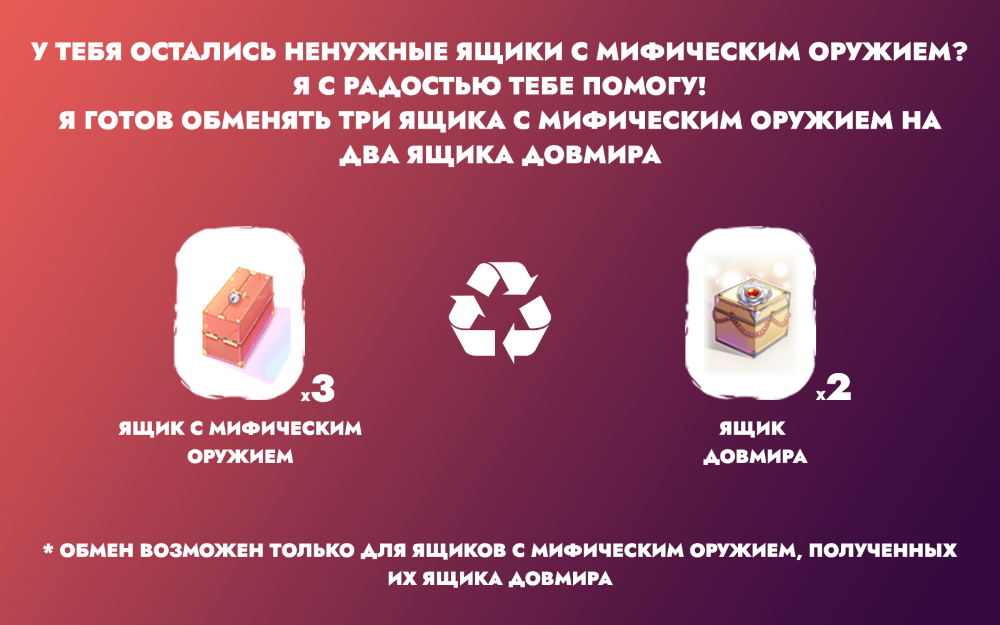 У ТЕБЯ ОСТАЛИСЬ НЕНУЖНЫЕ ЯЩИКИ С МИФИЧЕСКИМ ОРУЖИЕМ?
Я С РАДОСТЬЮ ТЕБЕ ПОМОГУ!
Я ГОТОВ ОБМЕНЯТЬ ТРИ ЯЩИКА С МИФИЧЕСКИМ ОРУЖИЕМ НА
ДВА ЯЩИКА ДОВМИРА
x3
x2
ЯЩИК С МИФИЧЕСКИМ
ОРУЖИЕМ
ЯЩИК
ДОВМИРА
* ОБМЕН ВОЗМОЖЕН ТОЛЬКО ДЛЯ ЯЩИКОВ С МИФИЧЕСКИМ ОРУЖИЕМ, ПОЛУЧЕННЫХ
ИХ ЯЩИКА ДОВМИРА